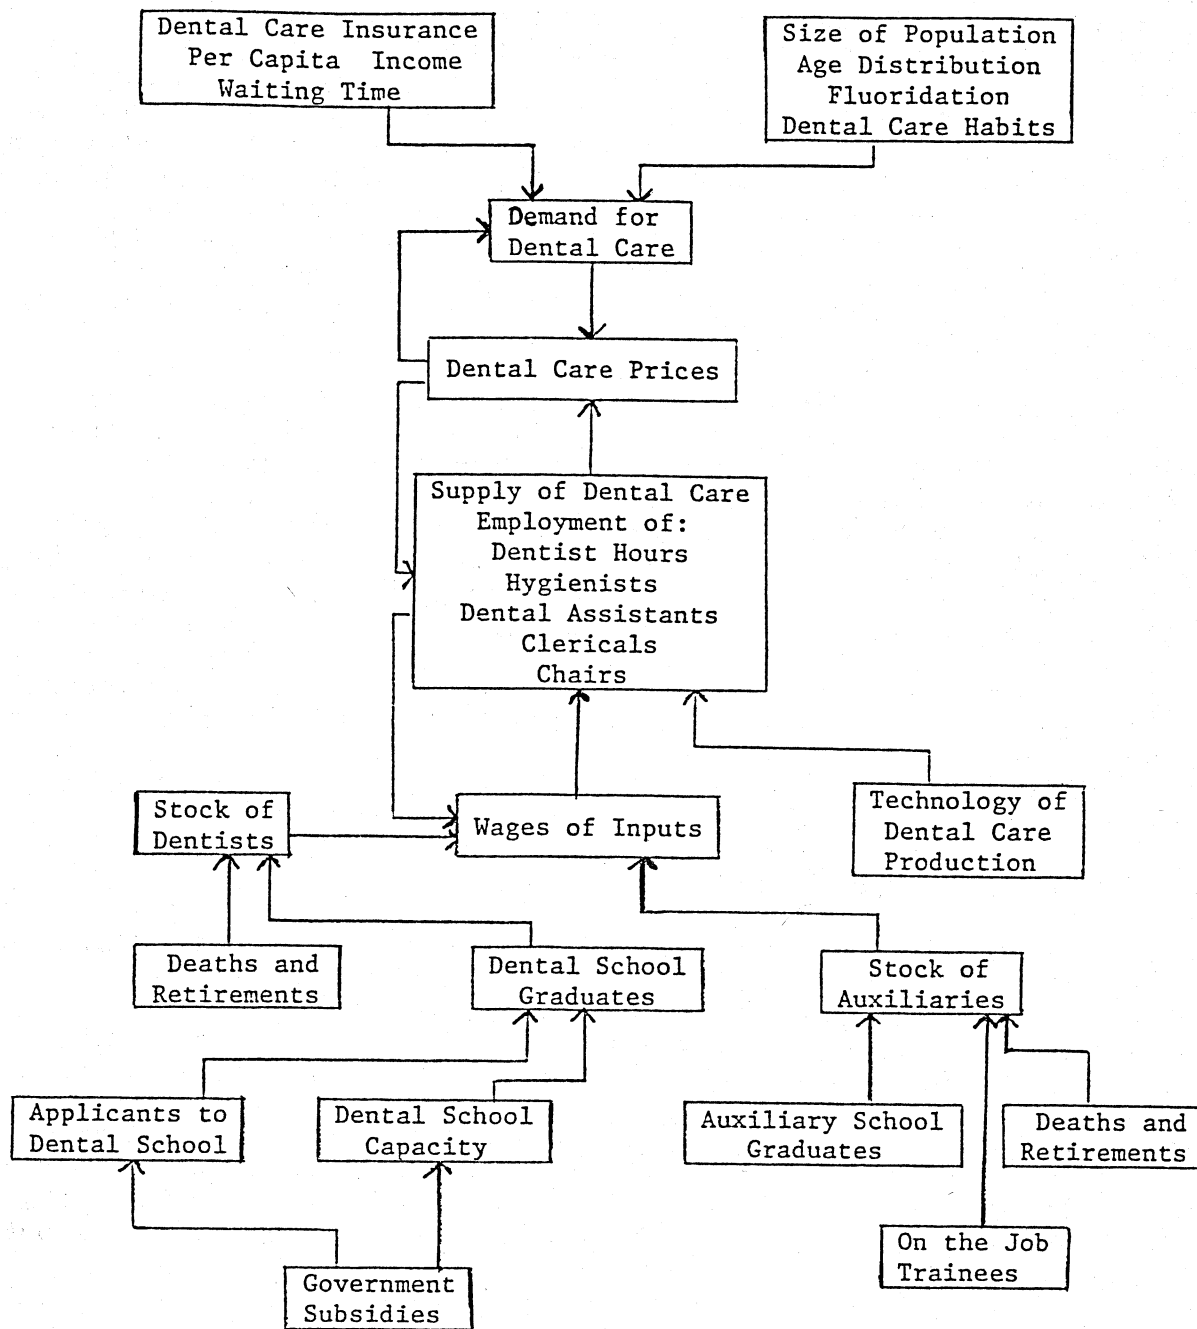 Dental Care Insurance
Per Capita Income
Waiting Time
Size of Population
Age Distribution
Fluoridation
Dental Care Habits
Demand for
Dental Care
Dental Care Prices
Supply of Dental Care
Employment of:
Dentist Hours
Hygienists
Dental Assistants
Clericals
Chairs
Stock of
Dentists
Wages of Inputs
Technology of
Dental Care
Production
Deaths and
Retirements
Dental School
Graduates
Stock of
Auxiliaries
Applicants to
Dental School
Dental School
Capacity
Auxiliary School
Graduates
Deaths and
Retirements
On the Job
Trainees
Government
Subsidies